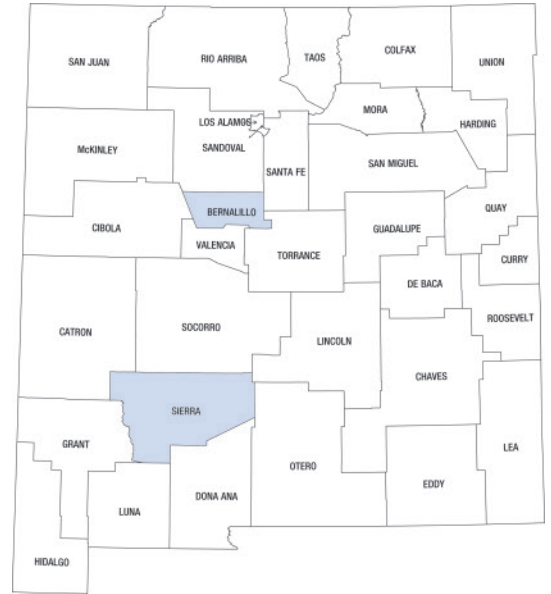 SAN JUAN
RIO ARRIBA
TAOS
COLFAX
UNION
MORA
HARDING
LOS ALAMOS
SANDOVAL
McKINLEY
SANTA FE
SAN MIGUEL
QUAY
BERNALILLO
CIBOLA
VALENCIA
TORRANCE
GUADALUPE
CURRY
DE BACA
ROOSEVELT
CATRON
SOCORRO
LINCOLN
CHAVES
SIERRA
GRANT
LEA
OTERO
EDDY
DONA ANA
LUNA
HIDALGO